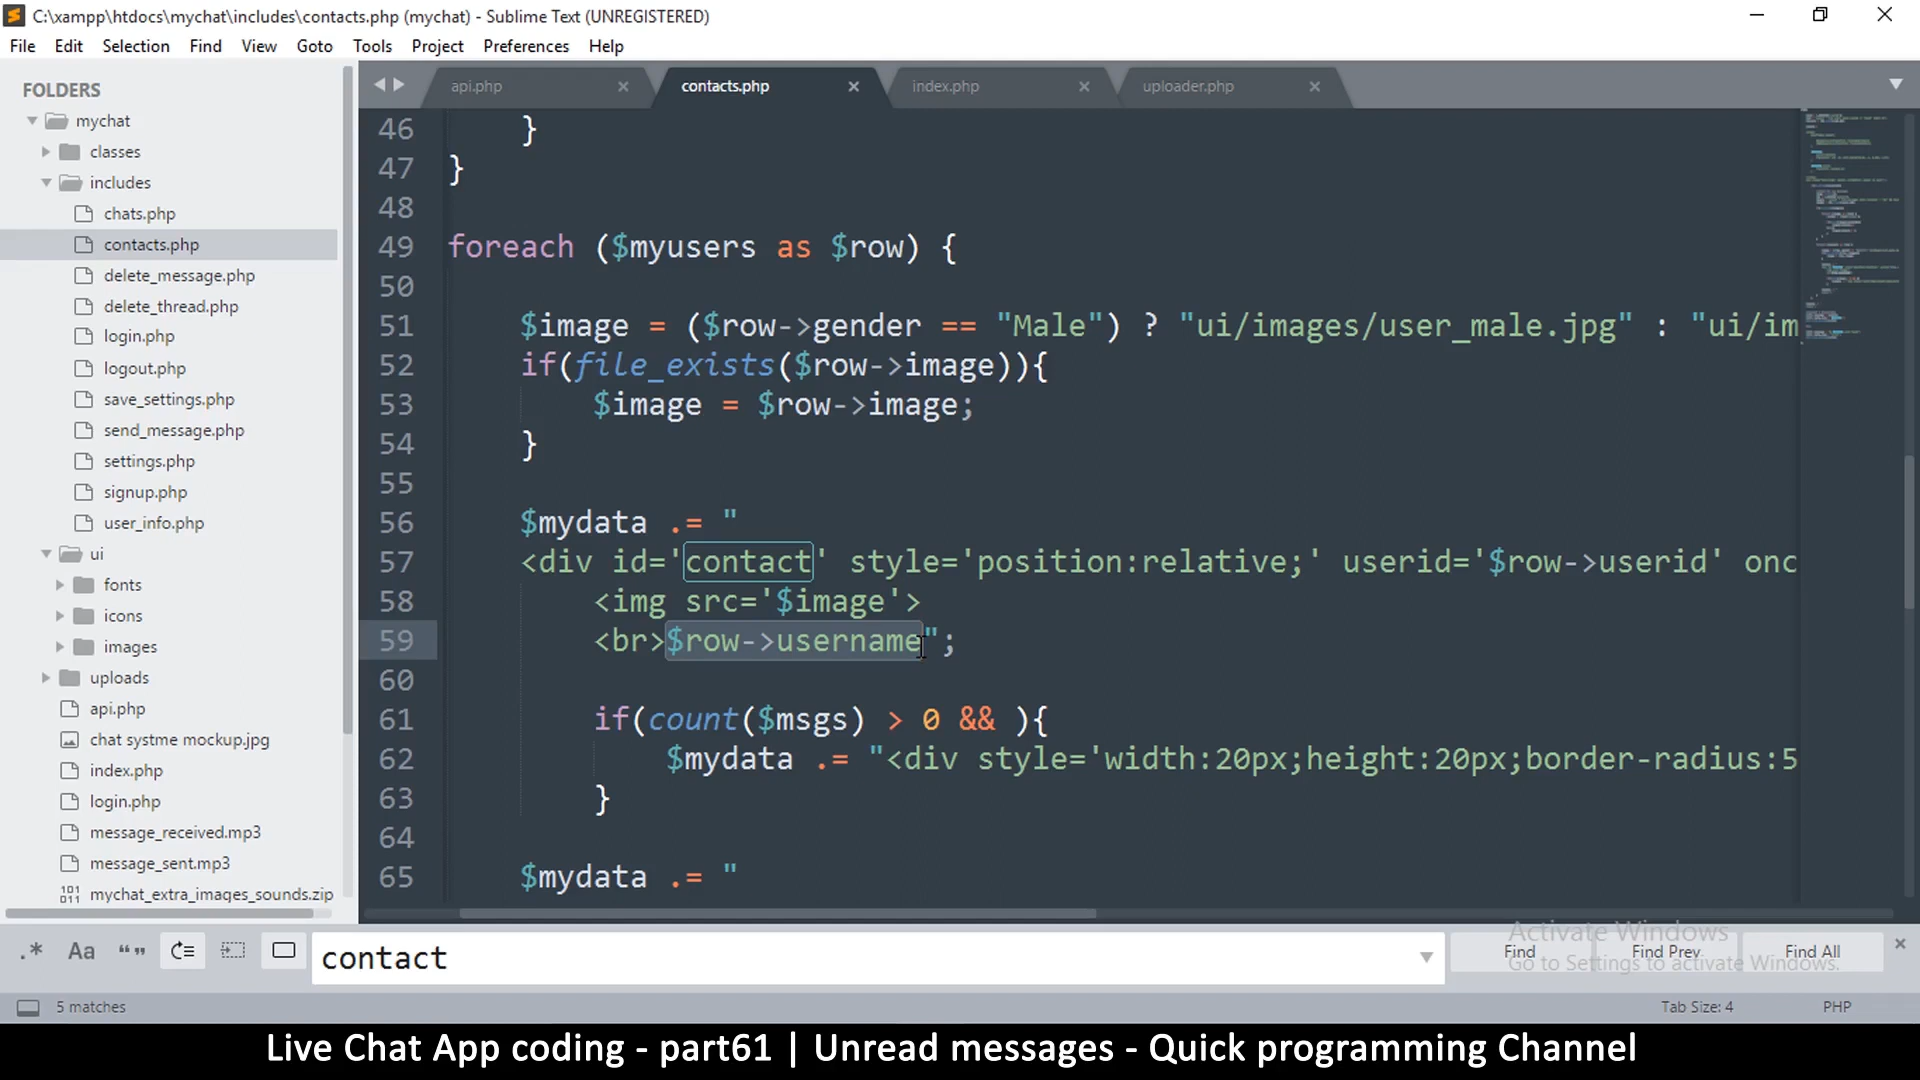 C:\xampp\htdocs\mychat\includes\contacts.php (mychat) - Sublime Text (UNREGISTERED)
File Edit Selection Find View Goto Tools Project Preferences Help
FOLDERS
mychat
classes
includes
chats.php
contacts.php
delete_message.php
delete_thread.php
login.php
logout.php
save_settings.php
send_message.php
settings.php
signup.php
user_info.php
ui
fonts
icons
images
uploads
api.php
chat systme mockup.jpg
index.php
login.php
message_received.mp3
message_sent.mp3
mychat_extra_images_sounds.zip
api.php contacts.php index.php uploader.php
46 }
47 }
48
49 foreach ($myusers as $row) {
50
51 $image = ($row->gender == "Male") ? "ui/images/user_male.jpg" : "ui/im
52 if(file_exists($row->image)){
53 $image = $row->image;
54 }
55
56 $mydata .= "
57 <div id='contact' style='position:relative;' userid='$row->userid' onc
58 <img src='$image'>
59 <br>$row->username";
60
61 if(count($msgs) > 0 && ){
62 $mydata .= "<div style='width:20px;height:20px;border-radius:5
63 }
64
65 $mydata .= "
.* Aa “” contact Find Find Prev Find All
Activate Windows
Go to Settings to activate Windows.
5 matches Tab Size: 4 PHP
Live Chat App coding - part61 | Unread messages - Quick programming Channel